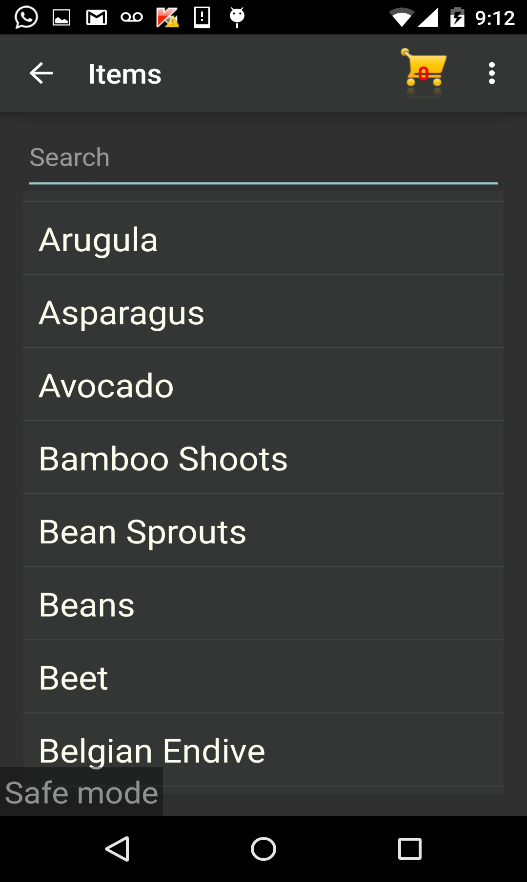 9:12
Items
0
Search
Arugula
Asparagus
Avocado
Bamboo Shoots
Bean Sprouts
Beans
Beet
Belgian Endive
Safe mode